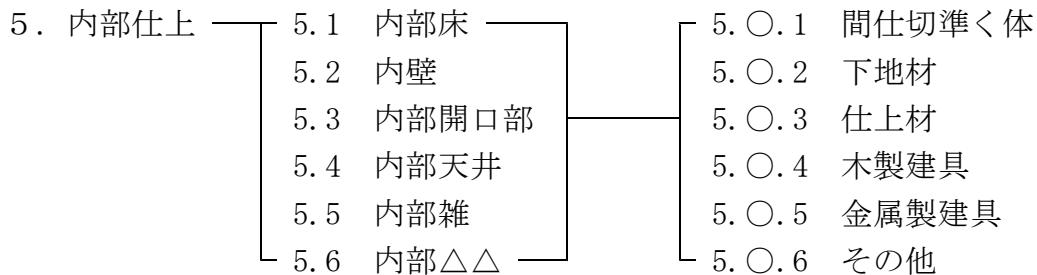 ５．内部仕上 5.1 内部床 5.○.1 間仕切準く体
5.2 内壁 5.○.2 下地材
5.3 内部開口部 5.○.3 仕上材
5.4 内部天井 5.○.4 木製建具
5.5 内部雑 5.○.5 金属製建具
5.6 内部△△ 5.○.6 その他